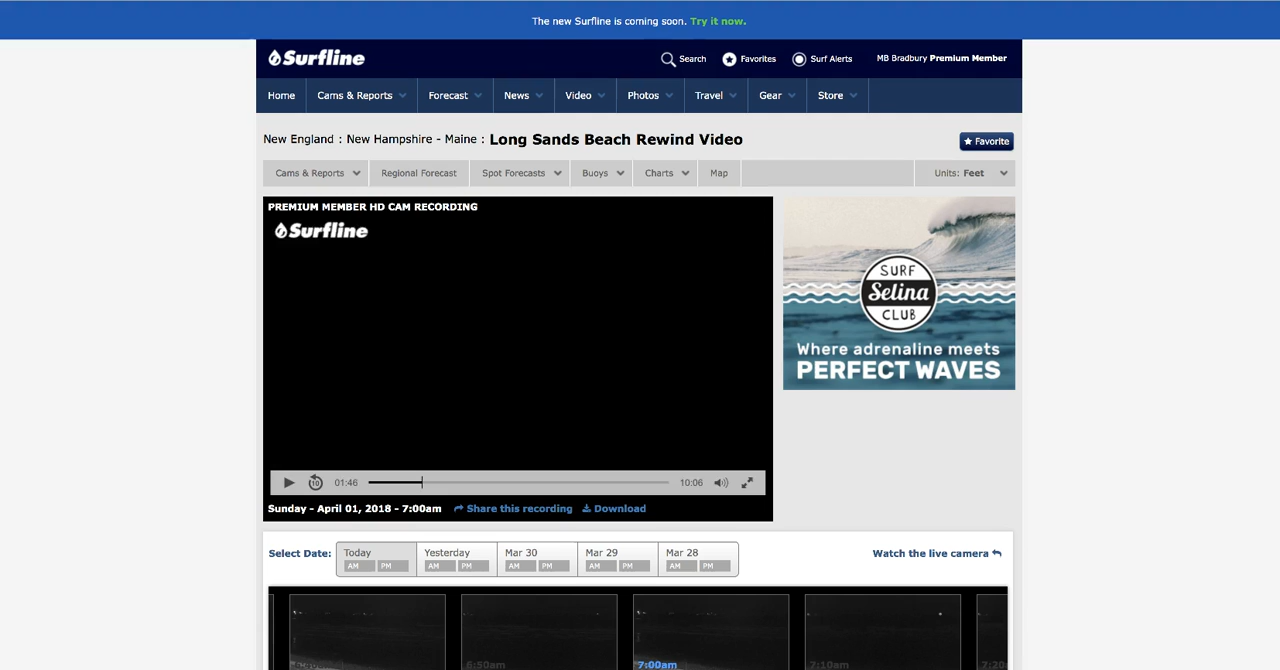 The new Surfline is coming soon. Try it now.
Surfline
Search Favorites Surf Alerts MB Bradbury Premium Member
Home Cams & Reports Forecast News Video Photos Travel Gear Store
New England : New Hampshire - Maine : Long Sands Beach Rewind Video
Favorite
Cams & Reports Regional Forecast Spot Forecasts Buoys Charts Map Units: Feet
PREMIUM MEMBER HD CAM RECORDING
Surfline
SURF
Selina
CLUB
Where adrenaline meets
PERFECT WAVES
10 01:46 10:06
Sunday - April 01, 2018 - 7:00am Share this recording Download
Select Date: Today Yesterday Mar 30 Mar 29 Mar 28 Watch the live camera
AM PM AM PM AM PM AM PM AM PM
6:50am 7:00am 7:10am 7:20